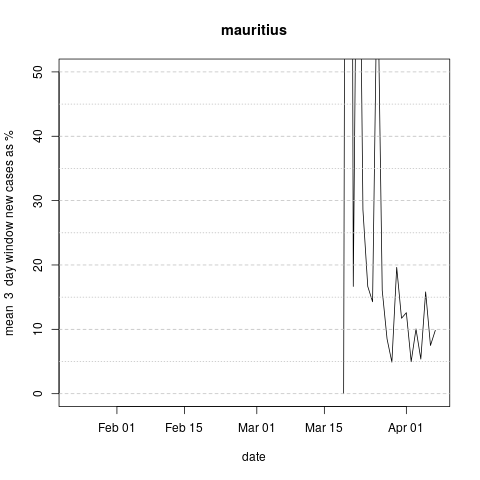 mauritius
mean 3 day window new cases as %
50
40
30
20
10
0
Feb 01
Feb 15
Mar 01
Mar 15
Apr 01
date